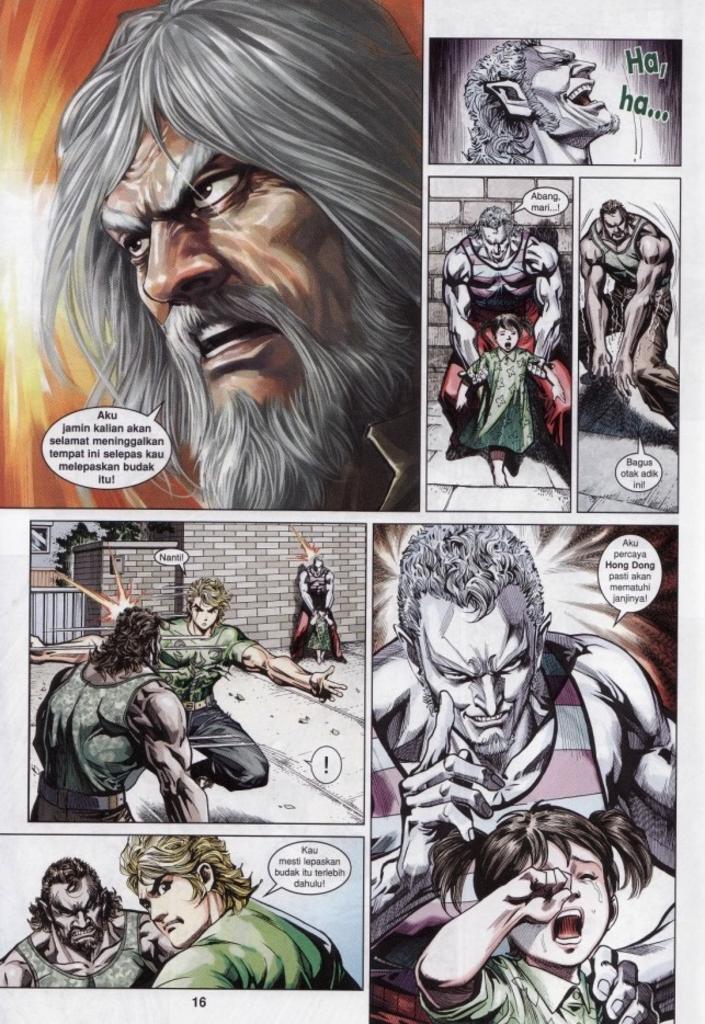 Aku
jamin kalian akan
selamat meninggalkan
tempat ini selepas kau
melepaskan budak
itu!
Ha,
ha...
Abang,
mari...!
Bagus
otak adik
ini!
Nanti!
!
Aku
percaya
Hong Dong
pasti akan
mematuhi
janjinya!
Kau
mesti lepaskan
budak itu terlebih
dahulu!
16